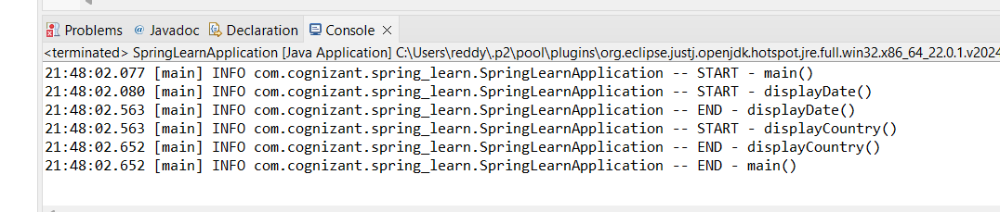 Problems @ Javadoc Declaration Console
<terminated> SpringLearnApplication [Java Application] C:\Users\reddy\.p2\pool\plugins\org.eclipse.justj.openjdk.hotspot.jre.full.win32.x86_64_22.0.1.v2024
21:48:02.077 [main] INFO com.cognizant.spring_learn.SpringLearnApplication -- START - main()
21:48:02.080 [main] INFO com.cognizant.spring_learn.SpringLearnApplication -- START - displayDate()
21:48:02.563 [main] INFO com.cognizant.spring_learn.SpringLearnApplication -- END - displayDate()
21:48:02.563 [main] INFO com.cognizant.spring_learn.SpringLearnApplication -- START - displayCountry()
21:48:02.652 [main] INFO com.cognizant.spring_learn.SpringLearnApplication -- END - displayCountry()
21:48:02.652 [main] INFO com.cognizant.spring_learn.SpringLearnApplication -- END - main()